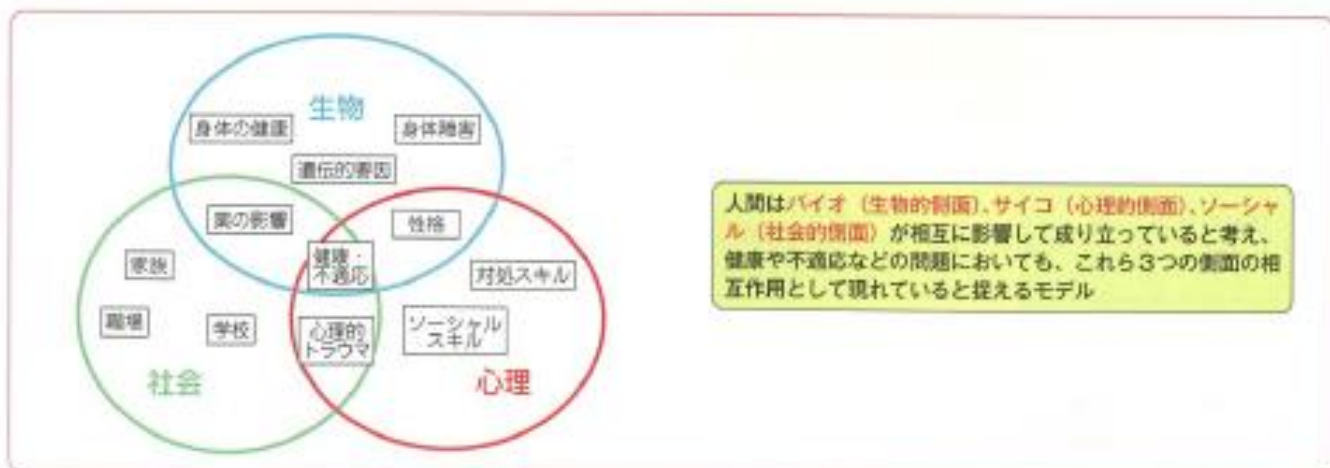 生物
身体の健康
身体障害
遺伝的要因
薬の影響
性格
健康・
不適応
家族
対処スキル
職場
学校
心理的
トラウマ
ソーシャル
スキル
社会
心理
人間はバイオ（生物的側面）、サイコ（心理的側面）、ソーシャ
ル（社会的側面）が相互に影響して成り立っていると考え、
健康や不適応などの問題においても、これら3つの側面の相
互作用として現れていると捉えるモデル